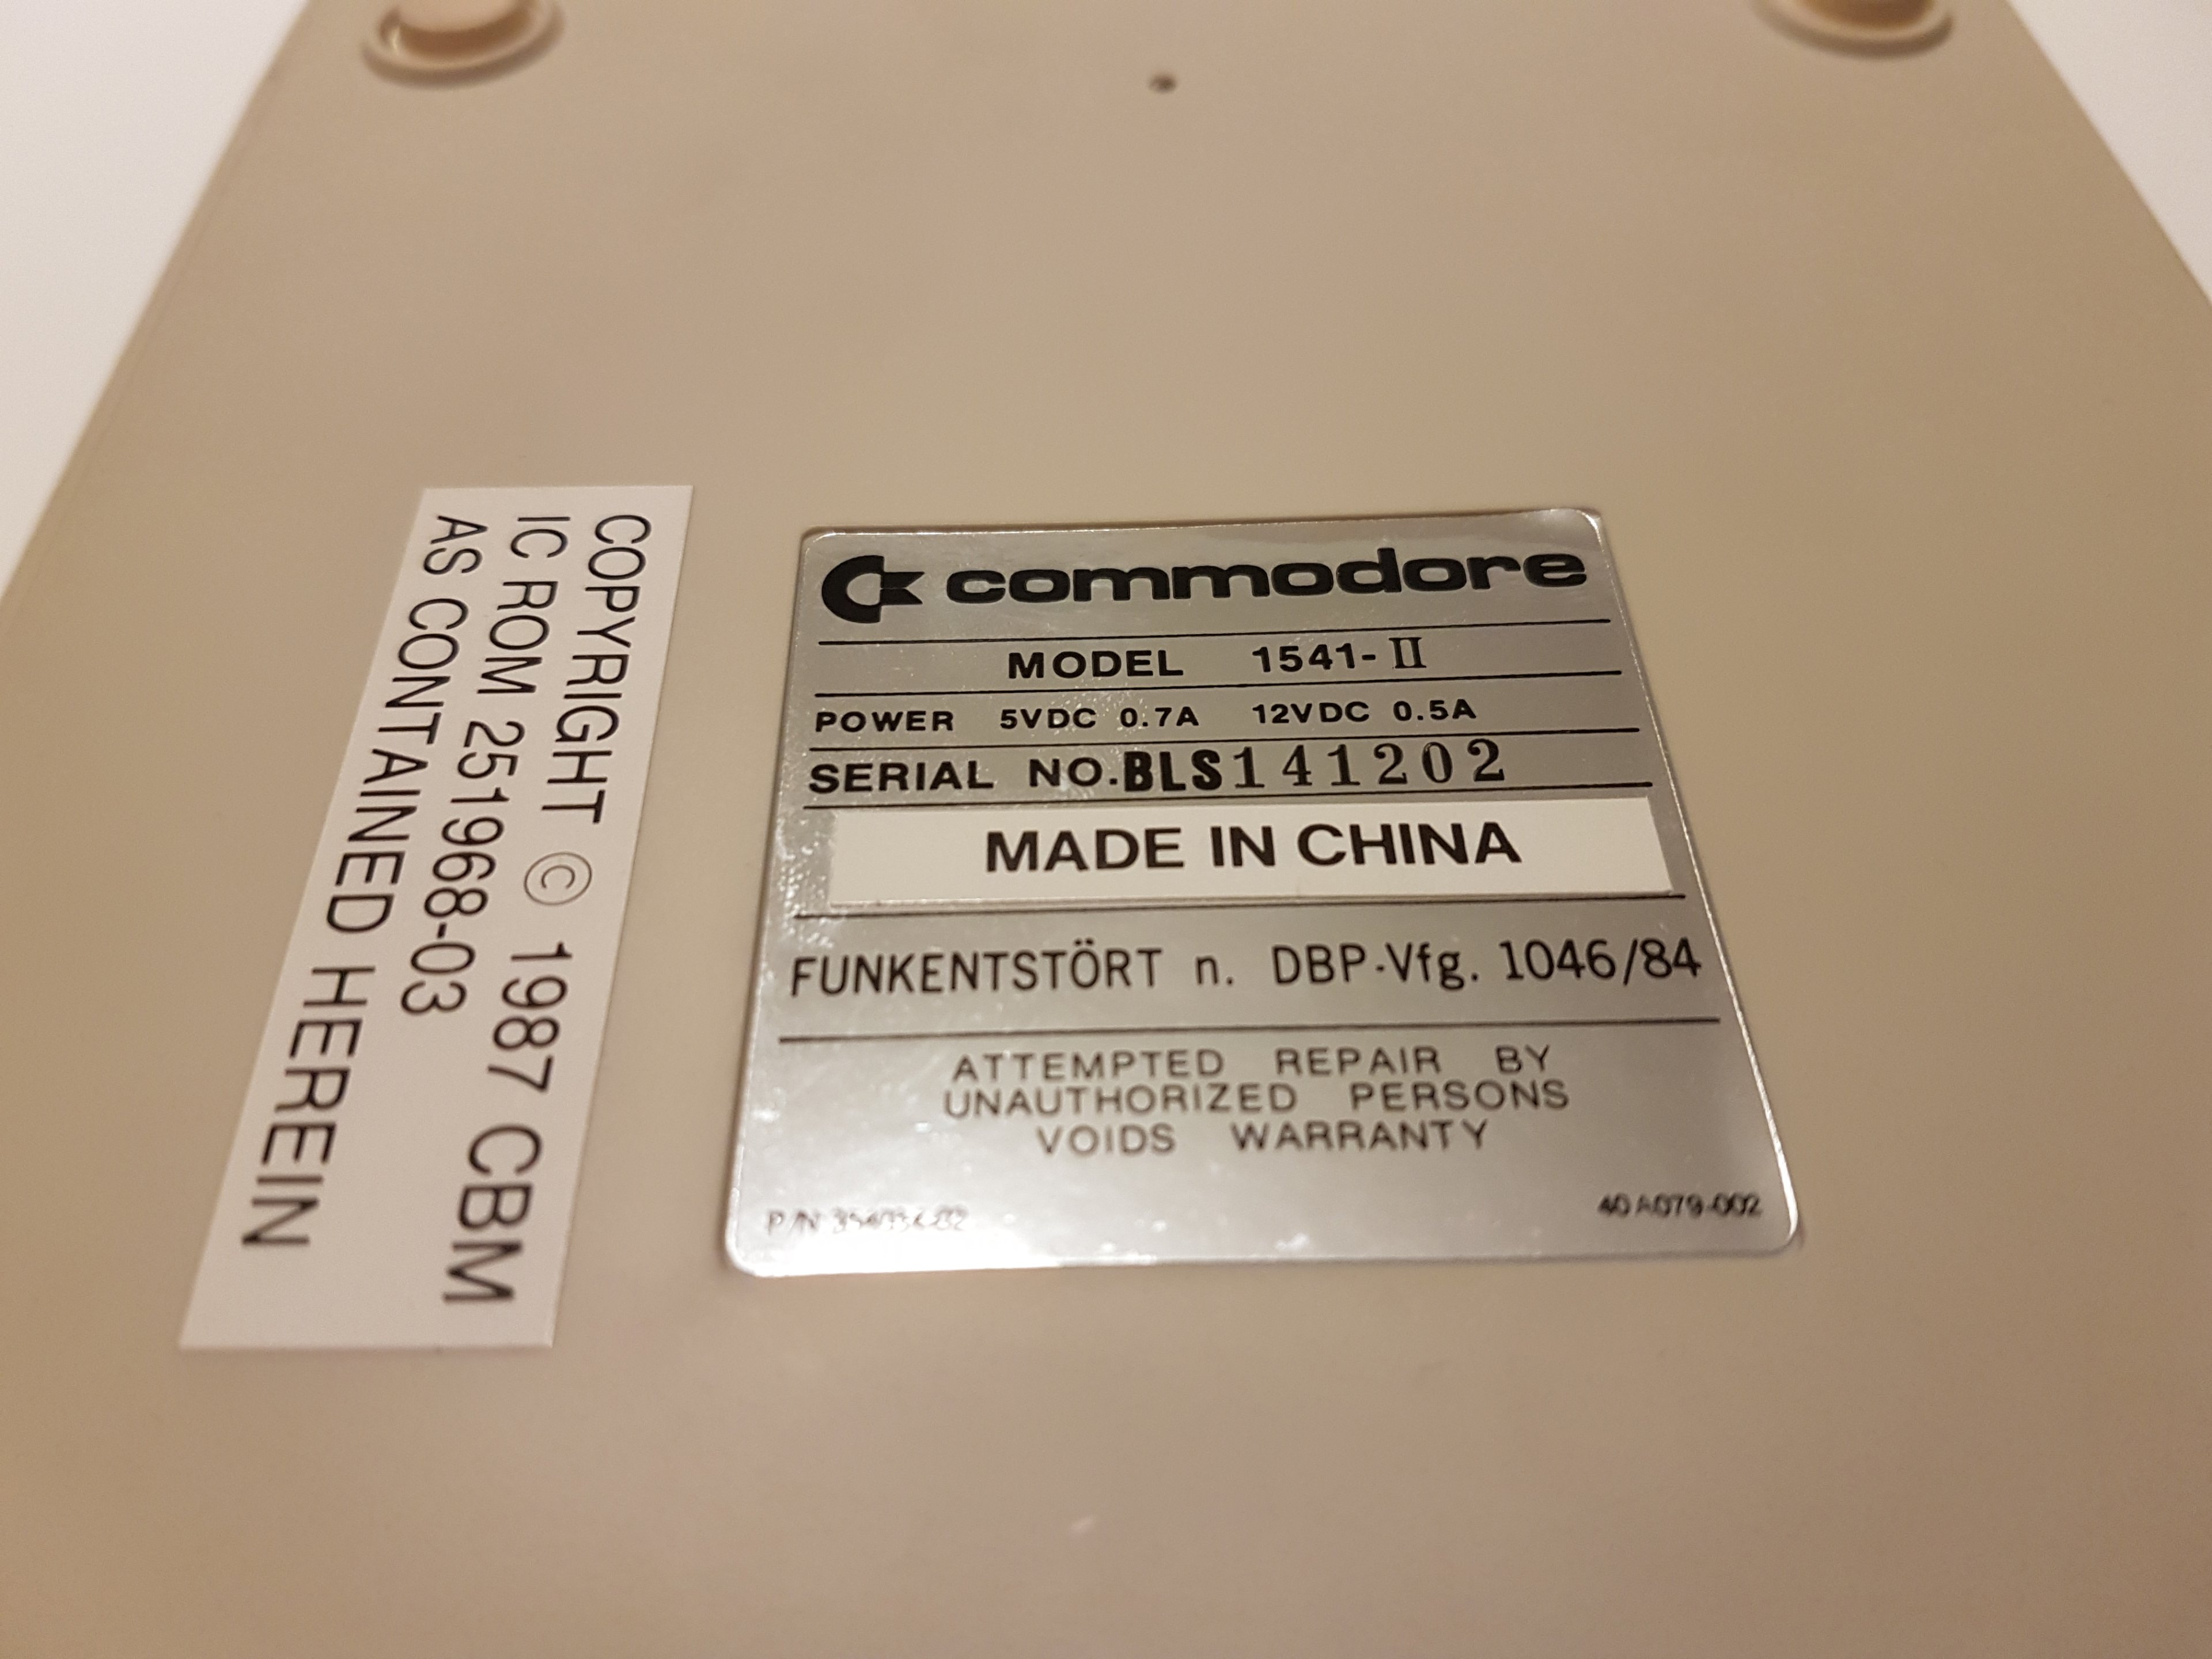 COPYRIGHT © 1987 CBM
IC ROM 251968-03
AS CONTAINED HEREIN
commodore
MODEL 1541-II
POWER 5VDC 0.7A 12VDC 0.5A
SERIAL NO.BLS141202
MADE IN CHINA
FUNKENTSTÖRT n. DBP-Vfg. 1046/84
ATTEMPTED REPAIR BY
UNAUTHORIZED PERSONS
VOIDS WARRANTY
P/N
40A079-002